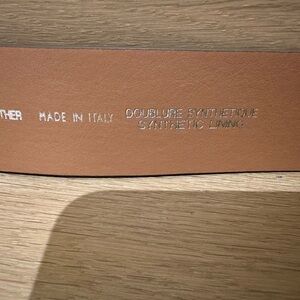 THER MADE IN ITALY DOUBLURE SYNTHETIQUE
SYNTHETIC LINING